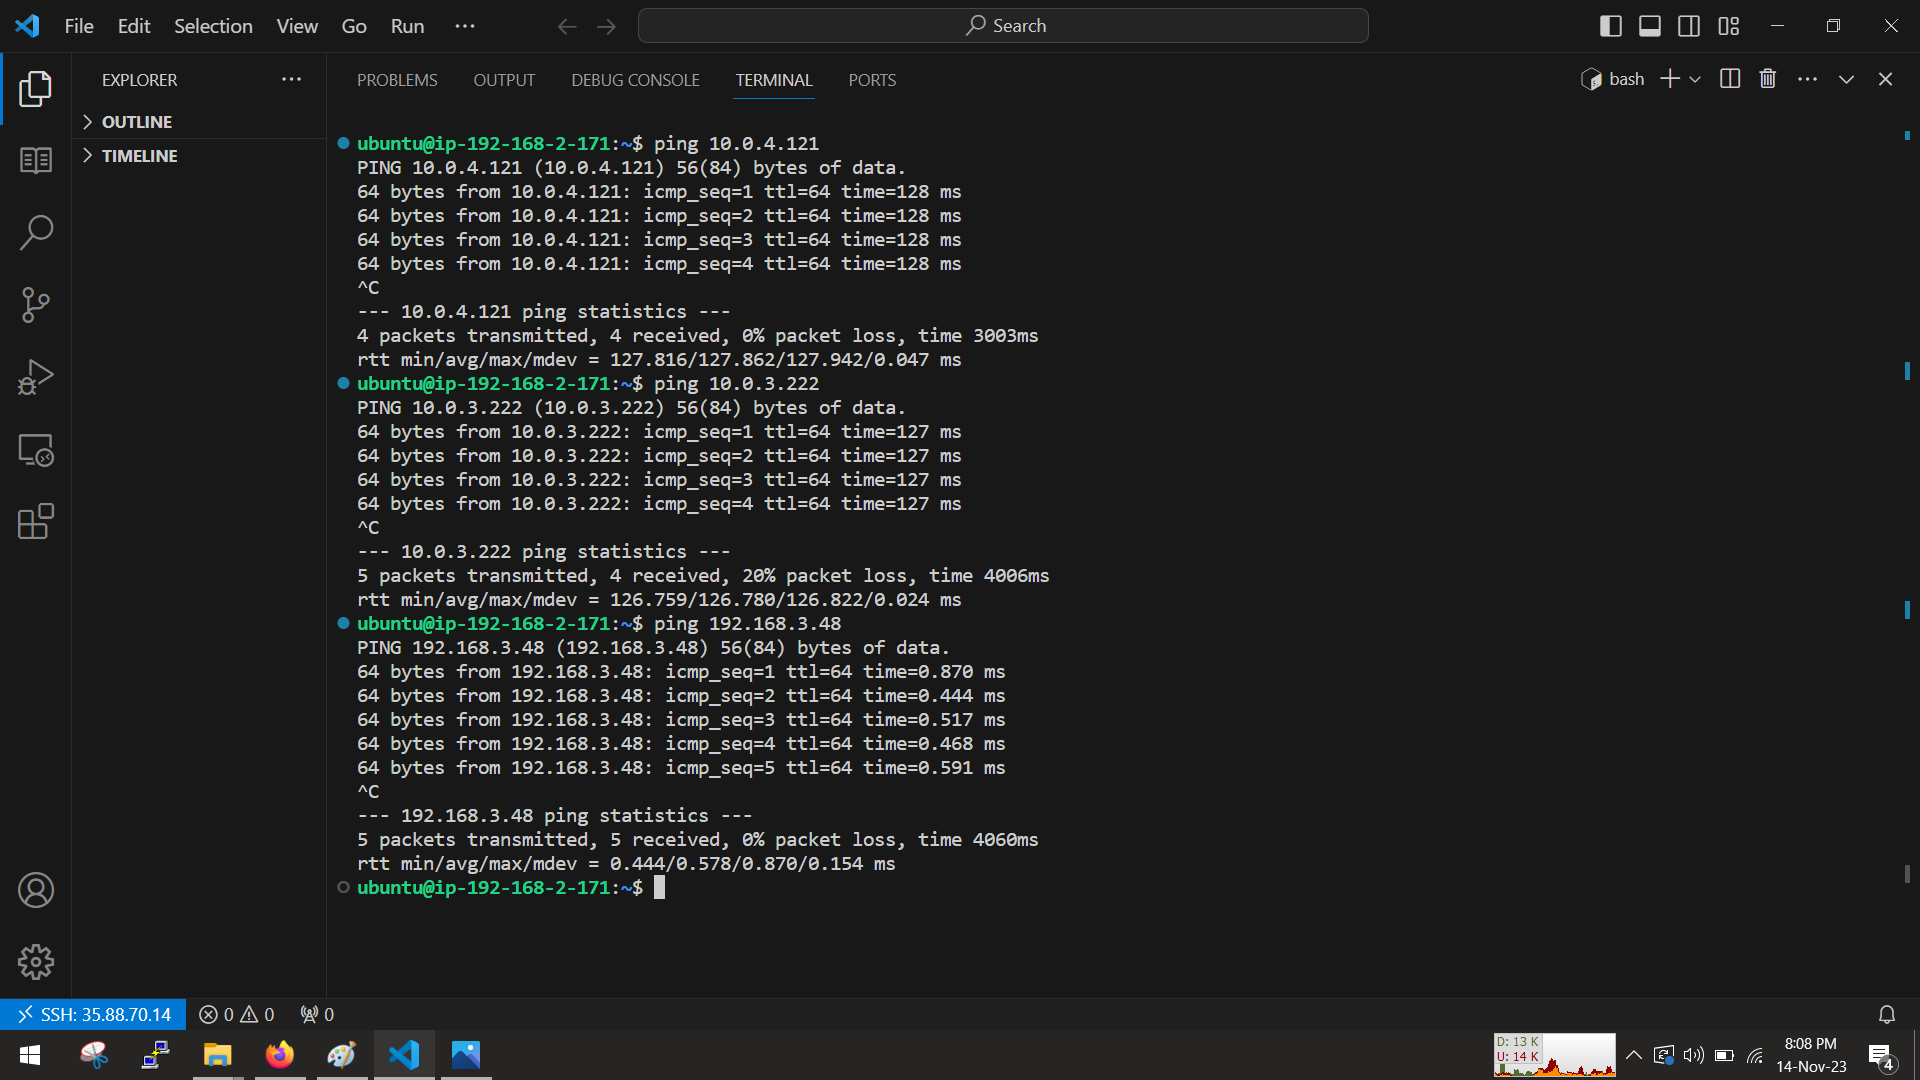 File Edit Selection View Go Run ··· Search
EXPLORER ···
OUTLINE
TIMELINE
PROBLEMS OUTPUT DEBUG CONSOLE TERMINAL PORTS bash ···
ubuntu@ip-192-168-2-171:~$ ping 10.0.4.121
PING 10.0.4.121 (10.0.4.121) 56(84) bytes of data.
64 bytes from 10.0.4.121: icmp_seq=1 ttl=64 time=128 ms
64 bytes from 10.0.4.121: icmp_seq=2 ttl=64 time=128 ms
64 bytes from 10.0.4.121: icmp_seq=3 ttl=64 time=128 ms
64 bytes from 10.0.4.121: icmp_seq=4 ttl=64 time=128 ms
^C
--- 10.0.4.121 ping statistics ---
4 packets transmitted, 4 received, 0% packet loss, time 3003ms
rtt min/avg/max/mdev = 127.816/127.862/127.942/0.047 ms
ubuntu@ip-192-168-2-171:~$ ping 10.0.3.222
PING 10.0.3.222 (10.0.3.222) 56(84) bytes of data.
64 bytes from 10.0.3.222: icmp_seq=1 ttl=64 time=127 ms
64 bytes from 10.0.3.222: icmp_seq=2 ttl=64 time=127 ms
64 bytes from 10.0.3.222: icmp_seq=3 ttl=64 time=127 ms
64 bytes from 10.0.3.222: icmp_seq=4 ttl=64 time=127 ms
^C
--- 10.0.3.222 ping statistics ---
5 packets transmitted, 4 received, 20% packet loss, time 4006ms
rtt min/avg/max/mdev = 126.759/126.780/126.822/0.024 ms
ubuntu@ip-192-168-2-171:~$ ping 192.168.3.48
PING 192.168.3.48 (192.168.3.48) 56(84) bytes of data.
64 bytes from 192.168.3.48: icmp_seq=1 ttl=64 time=0.870 ms
64 bytes from 192.168.3.48: icmp_seq=2 ttl=64 time=0.444 ms
64 bytes from 192.168.3.48: icmp_seq=3 ttl=64 time=0.517 ms
64 bytes from 192.168.3.48: icmp_seq=4 ttl=64 time=0.468 ms
64 bytes from 192.168.3.48: icmp_seq=5 ttl=64 time=0.591 ms
^C
--- 192.168.3.48 ping statistics ---
5 packets transmitted, 5 received, 0% packet loss, time 4060ms
rtt min/avg/max/mdev = 0.444/0.578/0.870/0.154 ms
ubuntu@ip-192-168-2-171:~$
SSH: 35.88.70.14 0 0 0
D: 13 K
U: 14 K
8:08 PM
14-Nov-23
4